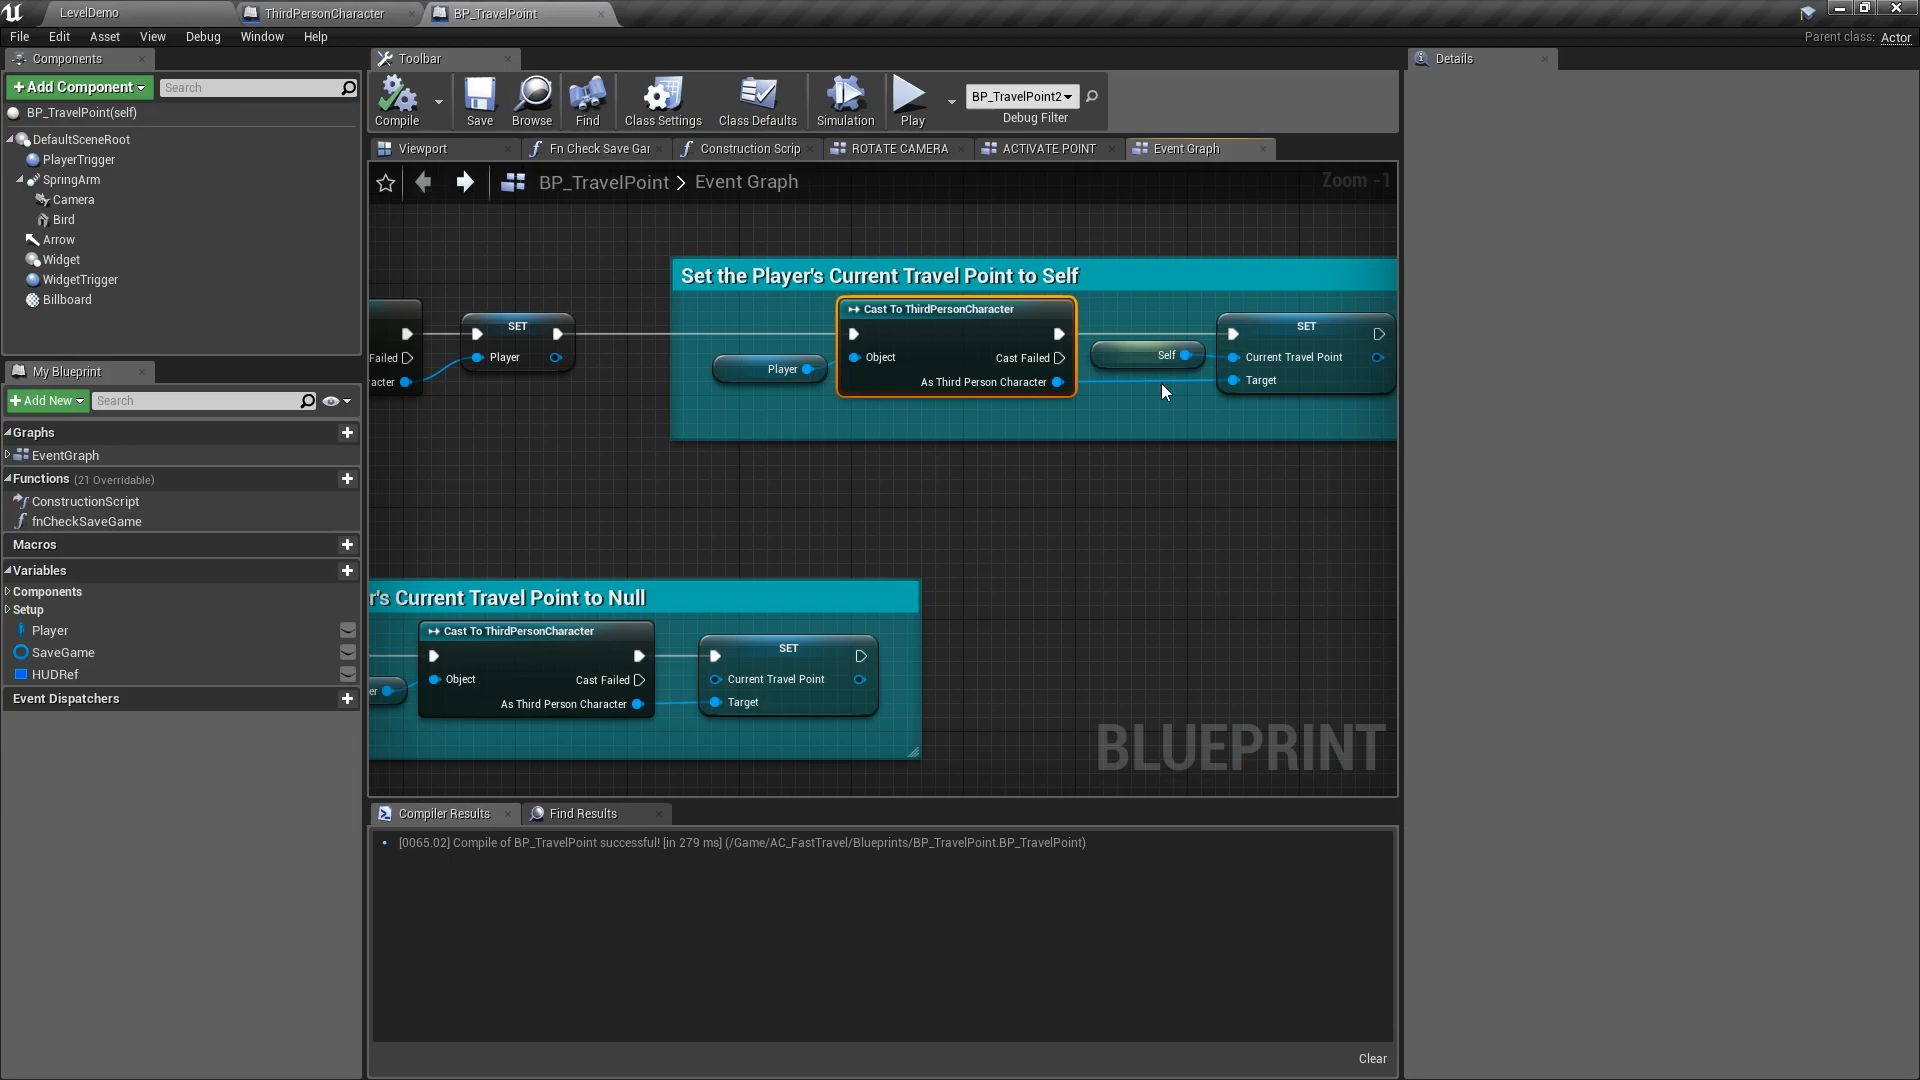 LevelDemo
ThirdPersonCharacter
BP_TravelPoint
File Edit Asset View Debug Window Help
Parent class: Actor
Components
Toolbar
Details
+Add Component
Search
BP_TravelPoint(self)
DefaultSceneRoot
PlayerTrigger
SpringArm
Camera
Bird
Arrow
Widget
WidgetTrigger
Billboard
Compile
Save
Browse
Find
Class Settings
Class Defaults
Simulation
Play
BP_TravelPoint2
Debug Filter
Viewport
Fn Check Save Gar
Construction Scrip
ROTATE CAMERA
ACTIVATE POINT
Event Graph
BP_TravelPoint > Event Graph
Zoom -1
My Blueprint
+Add New
Search
Graphs
EventGraph
Functions (21 Overridable)
ConstructionScript
fnCheckSaveGame
Macros
Variables
Components
Setup
Player
SaveGame
HUDRef
Event Dispatchers
Failed
racter
SET
Player
Set the Player's Current Travel Point to Self
Player
Cast To ThirdPersonCharacter
Object
Cast Failed
As Third Person Character
Self
SET
Current Travel Point
Target
r's Current Travel Point to Null
er
Cast To ThirdPersonCharacter
Object
Cast Failed
As Third Person Character
SET
Current Travel Point
Target
BLUEPRINT
Compiler Results
Find Results
[0065.02] Compile of BP_TravelPoint successful! [in 279 ms] (/Game/AC_FastTravel/Blueprints/BP_TravelPoint.BP_TravelPoint)
Clear